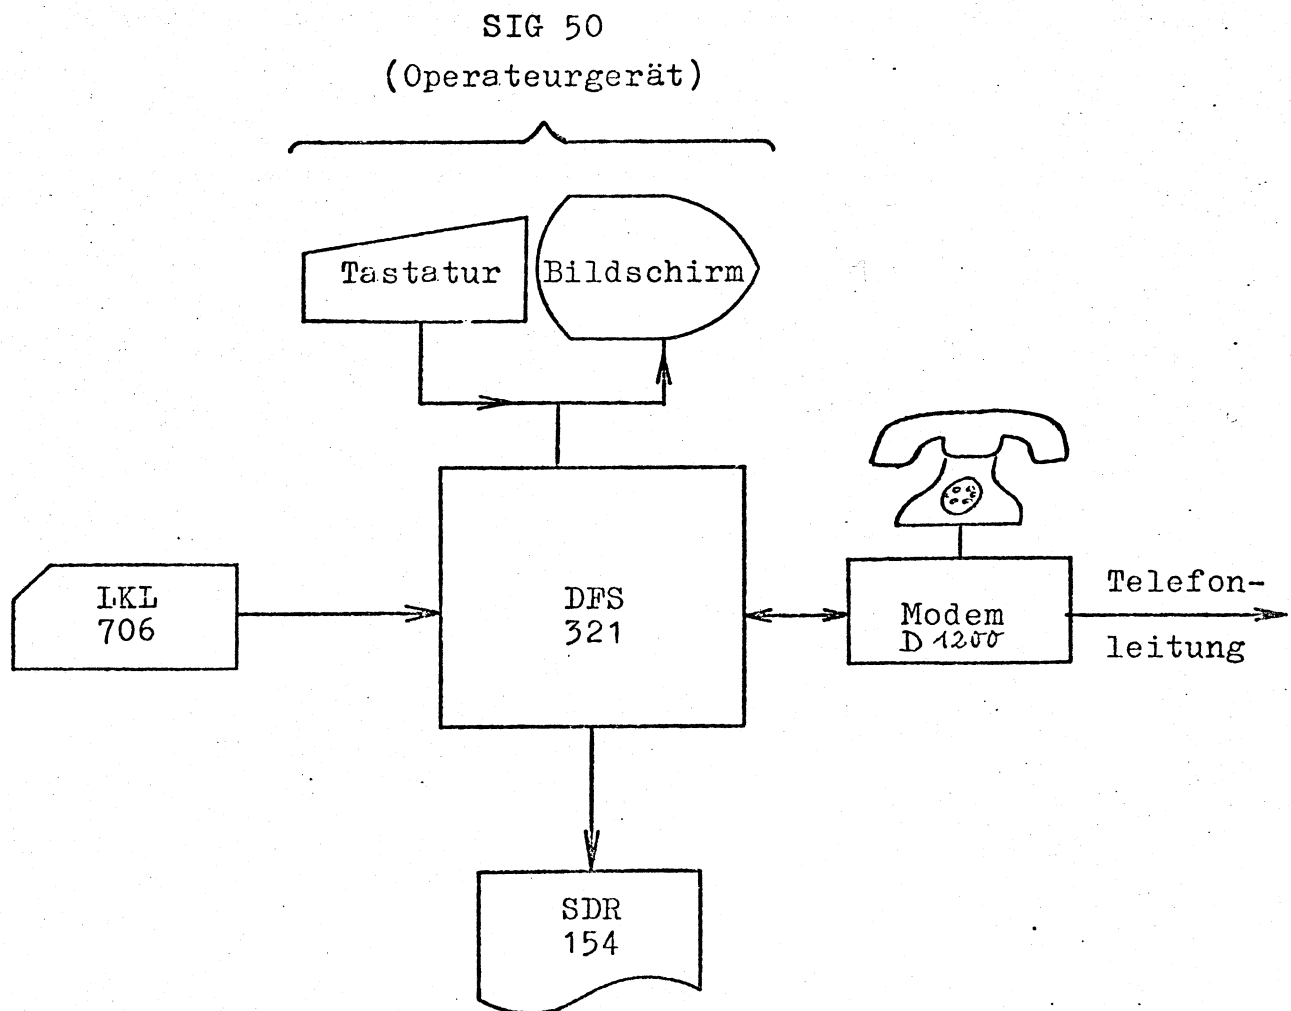 SIG 50
(Operateurgerät)
Tastatur
Bildschirm
LKL
706
DFS
321
Modem
D 1200
Telefon-
leitung
SDR
154